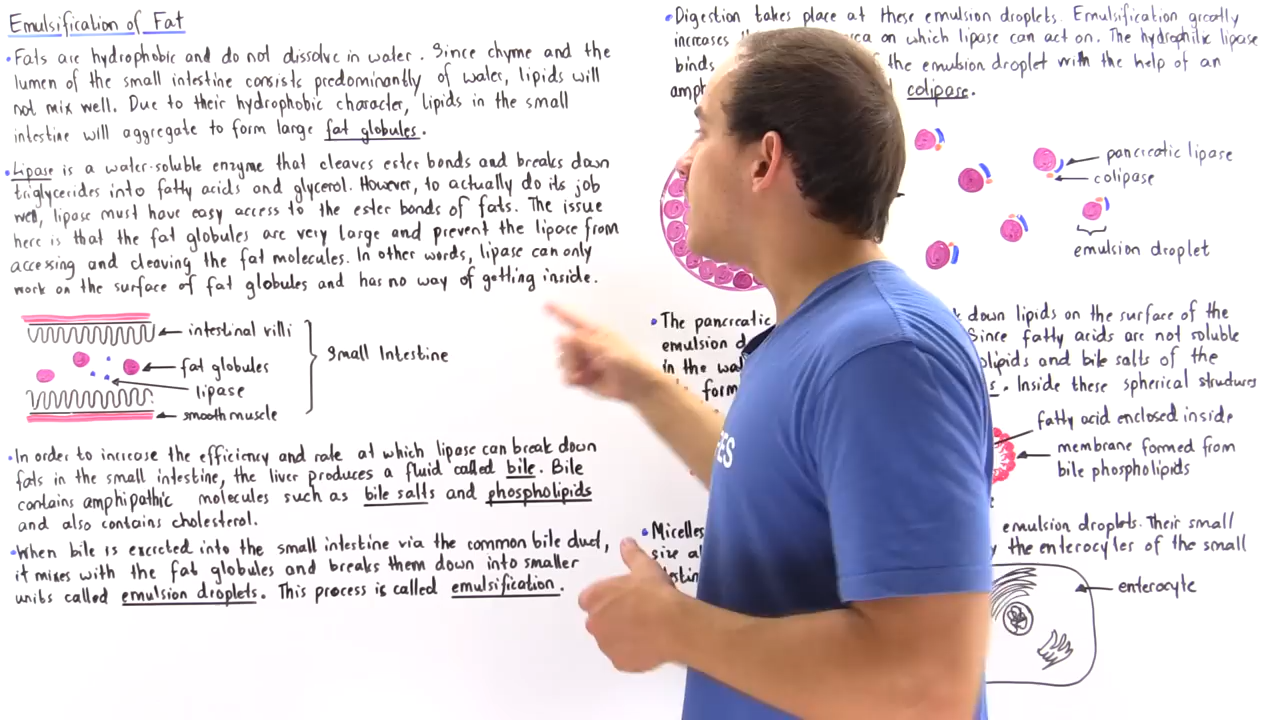 Emulsification of Fat
•Fats are hydrophobic and do not dissolve in water. Since chyme and the
lumen of the small intestine consists predominantly of water, lipids will
not mix well. Due to their hydrophobic character, lipids in the small
intestine will aggregate to form large fat globules.
•Lipase is a water-soluble enzyme that cleaves ester bonds and breaks down
triglycerides into fatty acids and glycerol. However, to actually do its job
well, lipase must have easy access to the ester bonds of fats. The issue
here is that the fat globules are very large and prevent the lipase from
accessing and cleaving the fat molecules. In other words, lipase can only
work on the surface of fat globules and has no way of getting inside.
intestinal villi
fat globules
lipase
smooth muscle
Small Intestine
•In order to increase the efficiency and rate at which lipase can break down
fats in the small intestine, the liver produces a fluid called bile. Bile
contains amphipathic molecules such as bile salts and phospholipids
and also contains cholesterol.
•When bile is excreted into the small intestine via the common bile duct,
it mixes with the fat globules and breaks them down into smaller
units called emulsion droplets. This process is called emulsification.
•Digestion takes place at these emulsion droplets. Emulsification greatly
increases on which lipase can act on. The hydrophilic lipase
binds the emulsion droplet with the help of an
colipase.
pancreatic lipase
colipase
emulsion droplet
•The pancreatic down lipids on the surface of the
emulsion Since fatty acids are not soluble
in the and bile salts of the
form Inside these spherical structures
fatty acid enclosed inside
membrane formed from
bile phospholipids
•Micelles emulsion droplets. Their small
size the enterocytes of the small
enterocyte